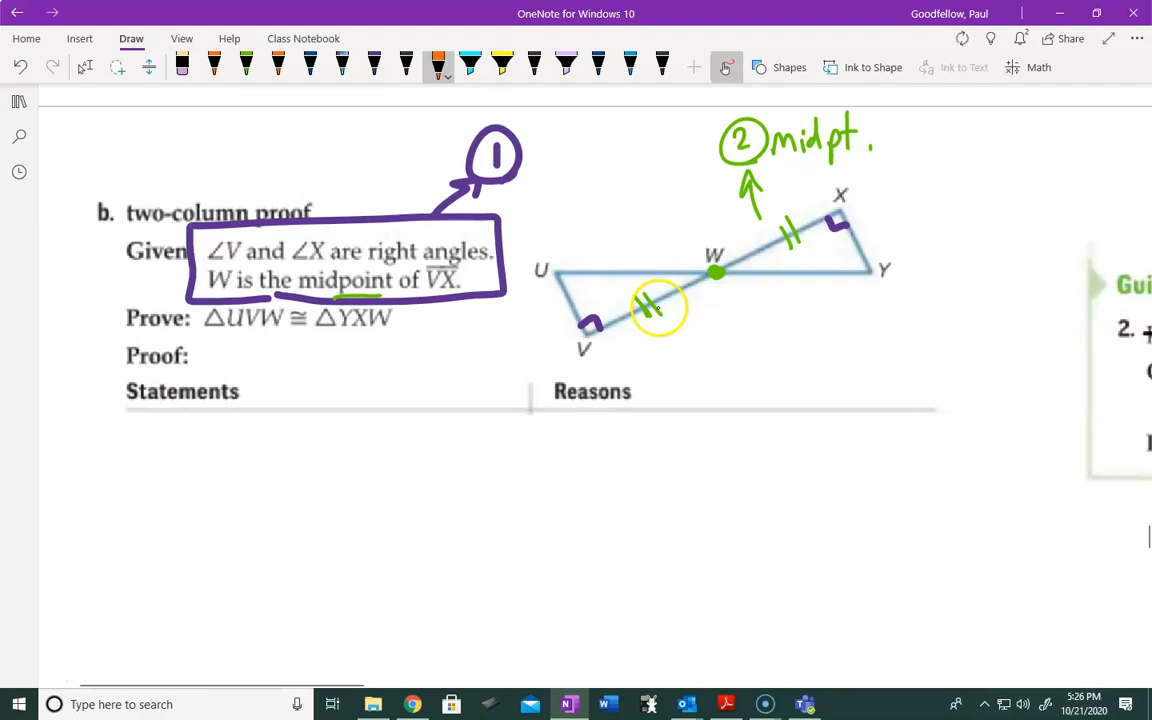 OneNote for Windows 10
Goodfellow, Paul
Home Insert Draw View Help Class Notebook
Share
Shapes Ink to Shape Ink to Text Math
1
2 midpt.
b. two-column proof
Given ∠V and ∠X are right angles.
W is the midpoint of VX.
Prove: △UVW ≅ △YXW
Proof:
Statements Reasons
X
W
U
Y
V
Gui
2.
Type here to search
5:26 PM
10/21/2020